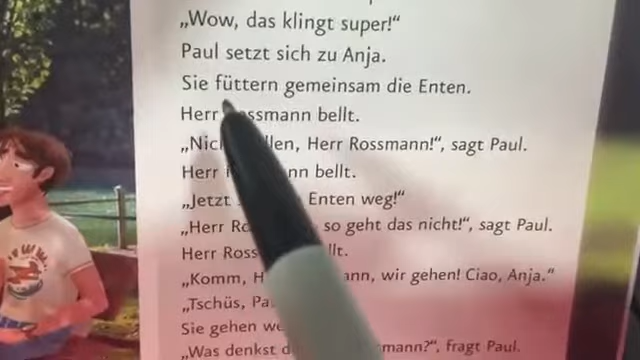 „Wow, das klingt super!“
Paul setzt sich zu Anja.
Sie füttern gemeinsam die Enten.
Herr ssmann bellt.
„Nic llen, Herr Rossmann!“, sagt Paul.
Herr nn bellt.
„Jetzt Enten weg!“
„Herr Ro so geht das nicht!“, sagt Paul.
Herr Ross llt.
„Komm, H ann, wir gehen! Ciao, Anja.“
„Tschüs, Pa
Sie gehen we
„Was denkst d mann?“, fragt Paul.